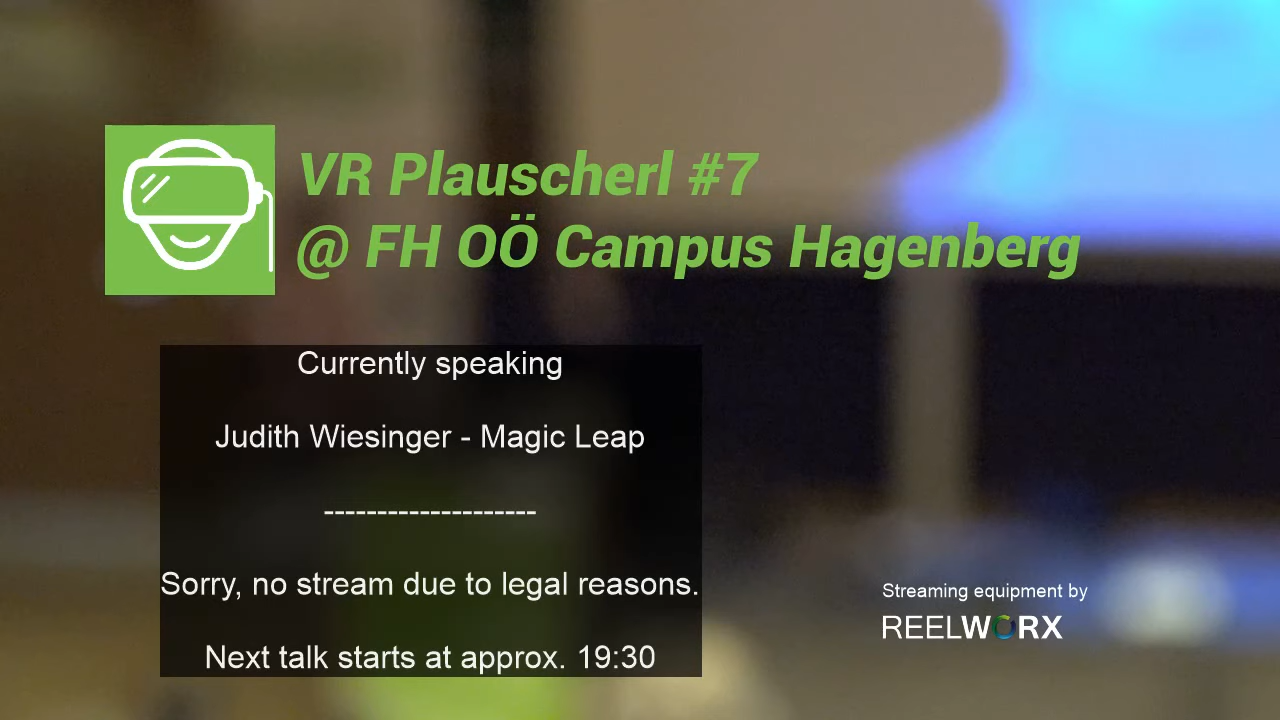 VR Plauscherl #7
@ FH OÖ Campus Hagenberg
Currently speaking
Judith Wiesinger - Magic Leap
--------------------
Sorry, no stream due to legal reasons.
Next talk starts at approx. 19:30
Streaming equipment by
REELWORX